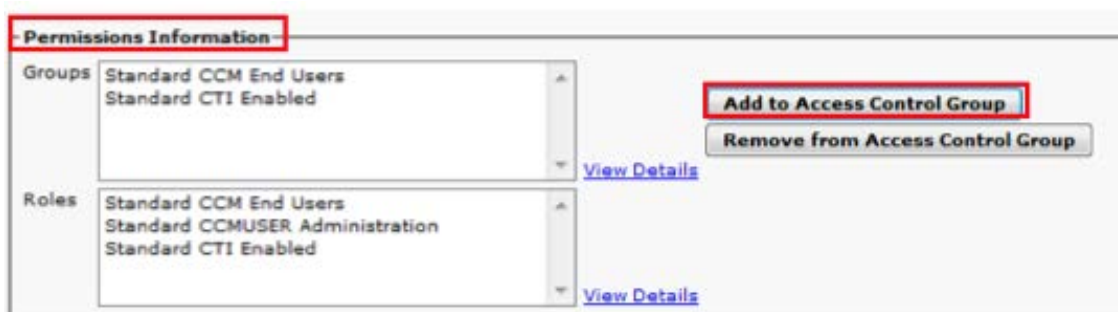 Permissions Information
Groups
Standard CCM End Users
Standard CTI Enabled
Add to Access Control Group
Remove from Access Control Group
View Details
Roles
Standard CCM End Users
Standard CCMUSER Administration
Standard CTI Enabled
View Details